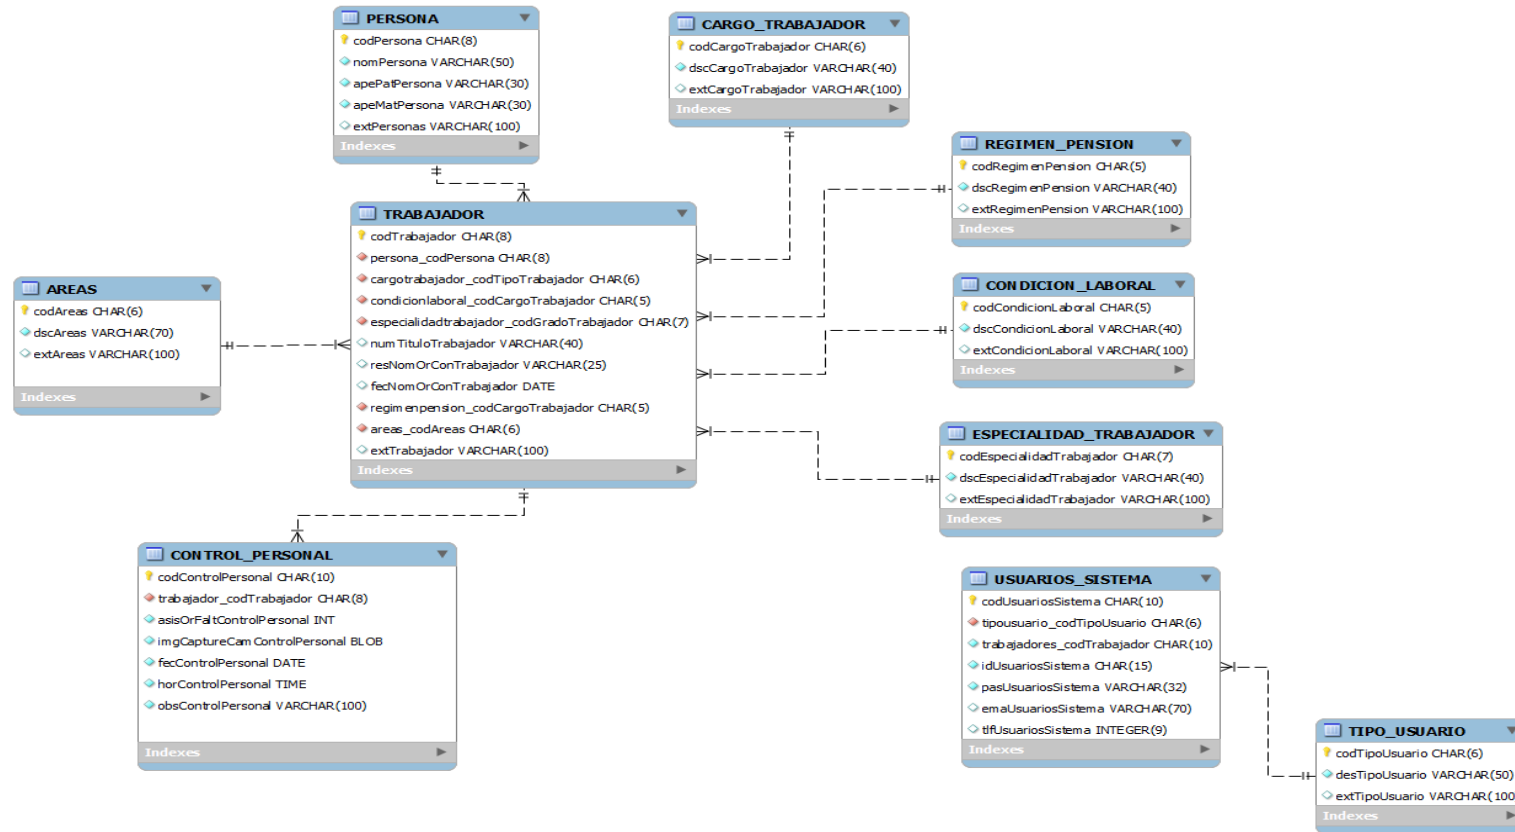 PERSONA
codPersona CHAR(8)
nomPersona VARCHAR(50)
apePatPersona VARCHAR(30)
apeMatPersona VARCHAR(30)
extPersonas VARCHAR(100)
Indexes
CARGO_TRABAJADOR
codCargoTrabajador CHAR(6)
dscCargoTrabajador VARCHAR(40)
extCargoTrabajador VARCHAR(100)
Indexes
REGIMEN_PENSION
codRegimenPension CHAR(5)
dscRegimenPension VARCHAR(40)
extRegimenPension VARCHAR(100)
Indexes
TRABAJADOR
codTrabajador CHAR(8)
persona_codPersona CHAR(8)
cargotrabajador_codTipoTrabajador CHAR(6)
condicionlaboral_codCargoTrabajador CHAR(5)
especialidadtrabajador_codGradoTrabajador CHAR(7)
numTituloTrabajador VARCHAR(40)
resNomOrConTrabajador VARCHAR(25)
fecNomOrConTrabajador DATE
regimenpension_codCargoTrabajador CHAR(5)
areas_codAreas CHAR(6)
extTrabajador VARCHAR(100)
Indexes
AREAS
codAreas CHAR(6)
dscAreas VARCHAR(70)
extAreas VARCHAR(100)
Indexes
CONDICION_LABORAL
codCondicionLaboral CHAR(5)
dscCondicionLaboral VARCHAR(40)
extCondicionLaboral VARCHAR(100)
Indexes
ESPECIALIDAD_TRABAJADOR
codEspecialidadTrabajador CHAR(7)
dscEspecialidadTrabajador VARCHAR(40)
extEspecialidadTrabajador VARCHAR(100)
Indexes
CONTROL_PERSONAL
codControlPersonal CHAR(10)
trabajador_codTrabajador CHAR(8)
asisOrFaltControlPersonal INT
imgCaptureCamControlPersonal BLOB
fecControlPersonal DATE
horControlPersonal TIME
obsControlPersonal VARCHAR(100)
Indexes
USUARIOS_SISTEMA
codUsuariosSistema CHAR(10)
tipousuario_codTipoUsuario CHAR(6)
trabajadores_codTrabajador CHAR(10)
idUsuariosSistema CHAR(15)
pasUsuariosSistema VARCHAR(32)
emaUsuariosSistema VARCHAR(70)
tlfUsuariosSistema INTEGER(9)
Indexes
TIPO_USUARIO
codTipoUsuario CHAR(6)
desTipoUsuario VARCHAR(50)
extTipoUsuario VARCHAR(100
Indexes